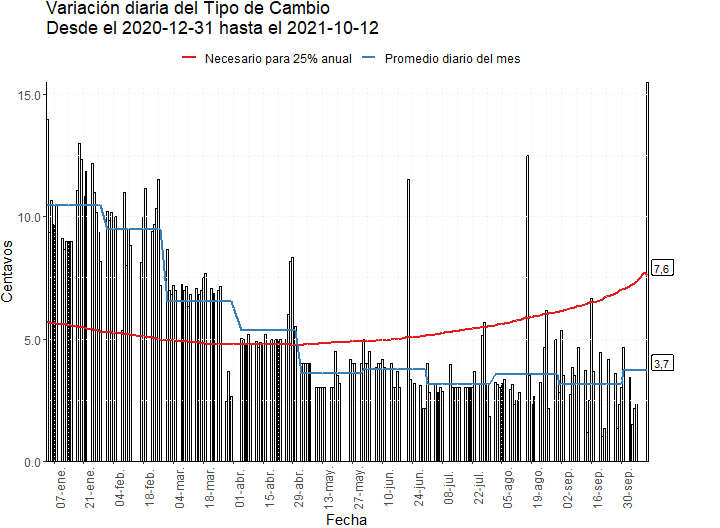 Variación diaria del Tipo de Cambio
Desde el 2020-12-31 hasta el 2021-10-12
Necesario para 25% anual
Promedio diario del mes
Centavos
15.0
10.0
5.0
0.0
7,6
3,7
07-ene.
21-ene.
04-feb.
18-feb.
04-mar.
18-mar.
01-abr.
15-abr.
29-abr.
13-may.
27-may.
10-jun.
24-jun.
08-jul.
22-jul.
05-ago.
19-ago.
02-sep.
16-sep.
30-sep.
Fecha